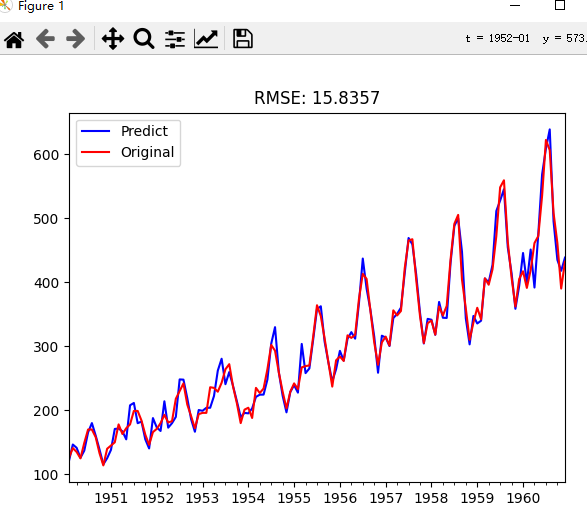 Figure 1
t = 1952-01 y = 573.
RMSE: 15.8357
Predict
Original
600
500
400
300
200
100
1951 1952 1953 1954 1955 1956 1957 1958 1959 1960